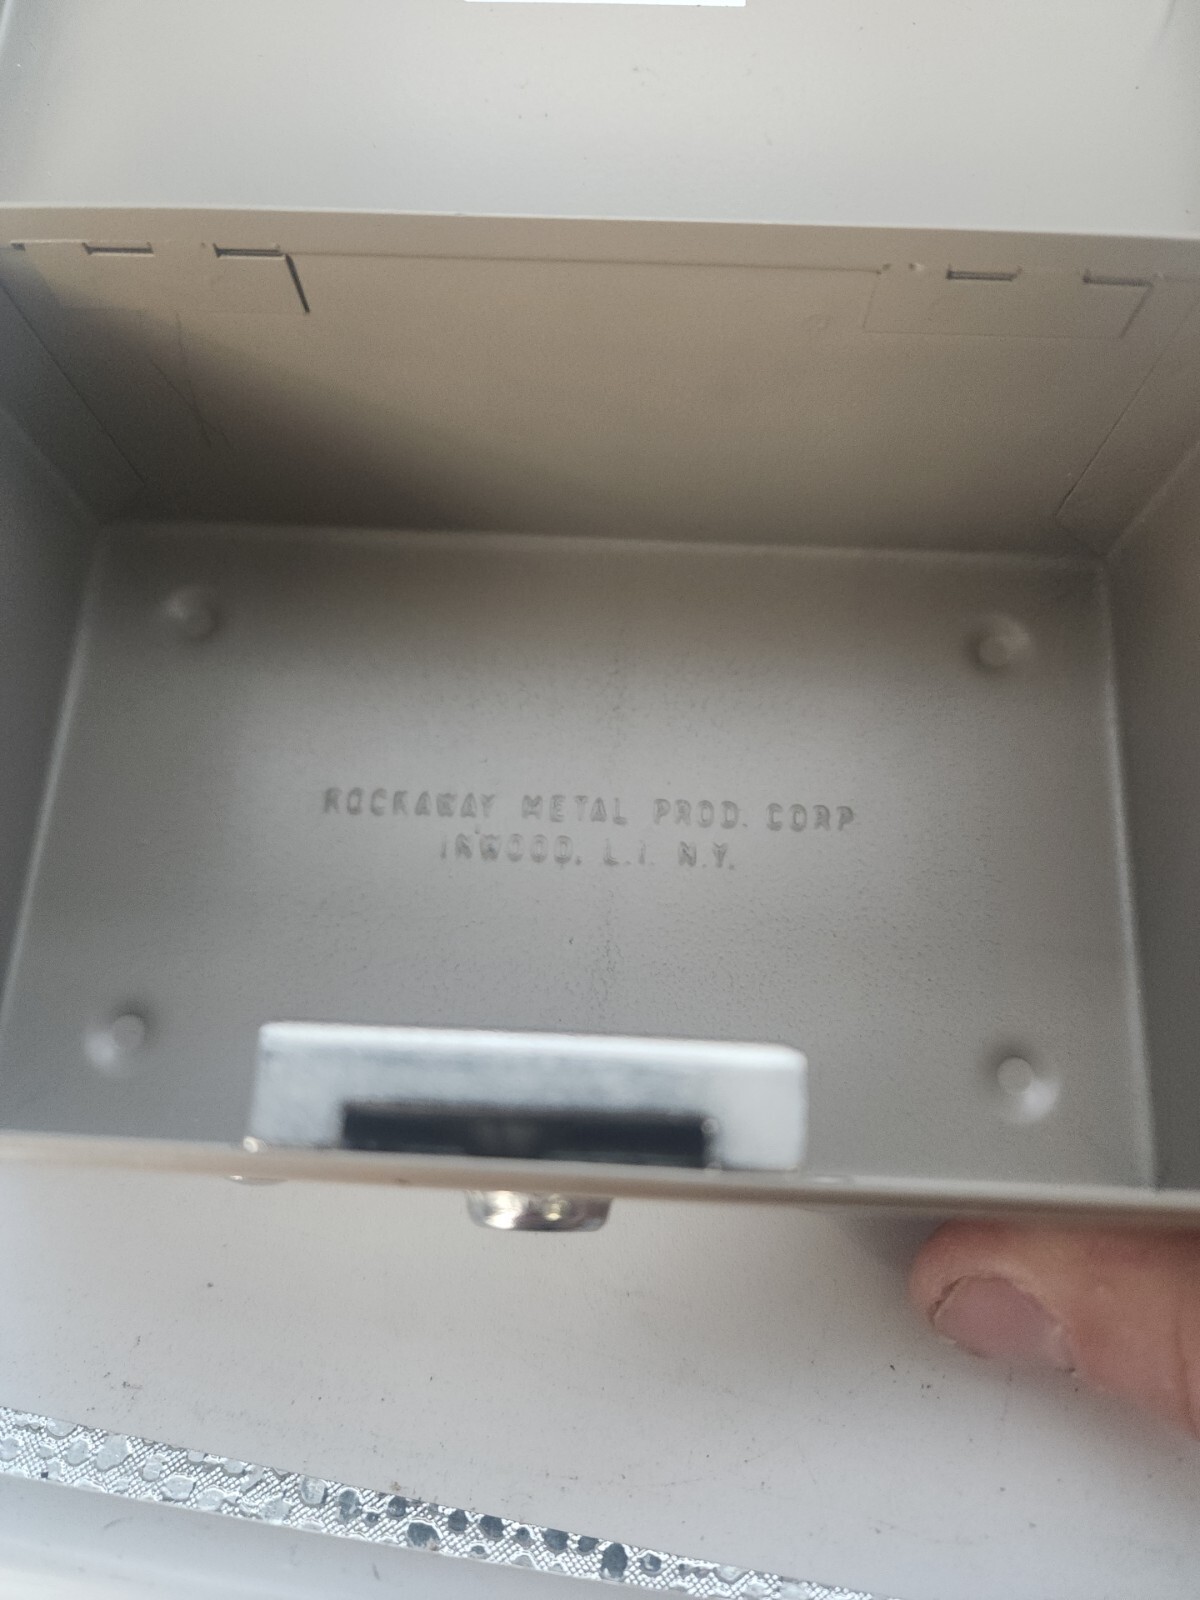 ROCKAWAY METAL PROD. CORP
INWOOD, L.I. N.Y.